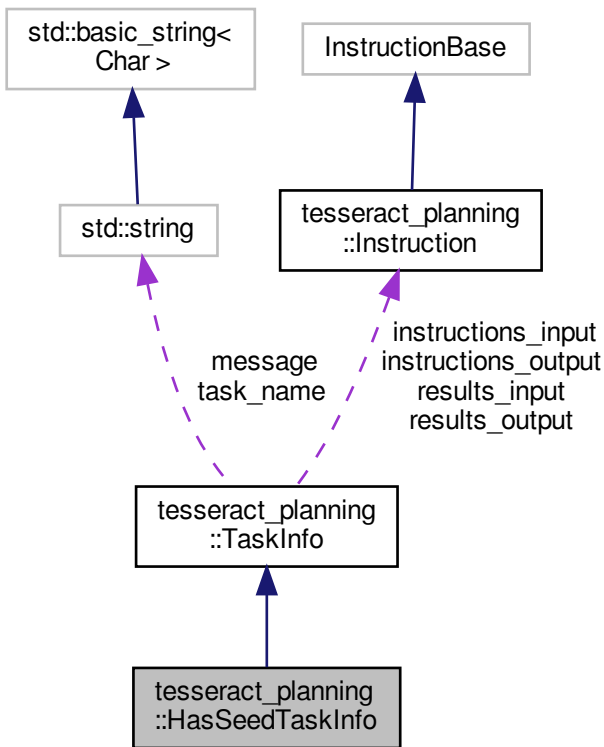 std::basic_string<
Char >
InstructionBase
std::string
tesseract_planning
::Instruction
message
task_name
instructions_input
instructions_output
results_input
results_output
tesseract_planning
::TaskInfo
tesseract_planning
::HasSeedTaskInfo